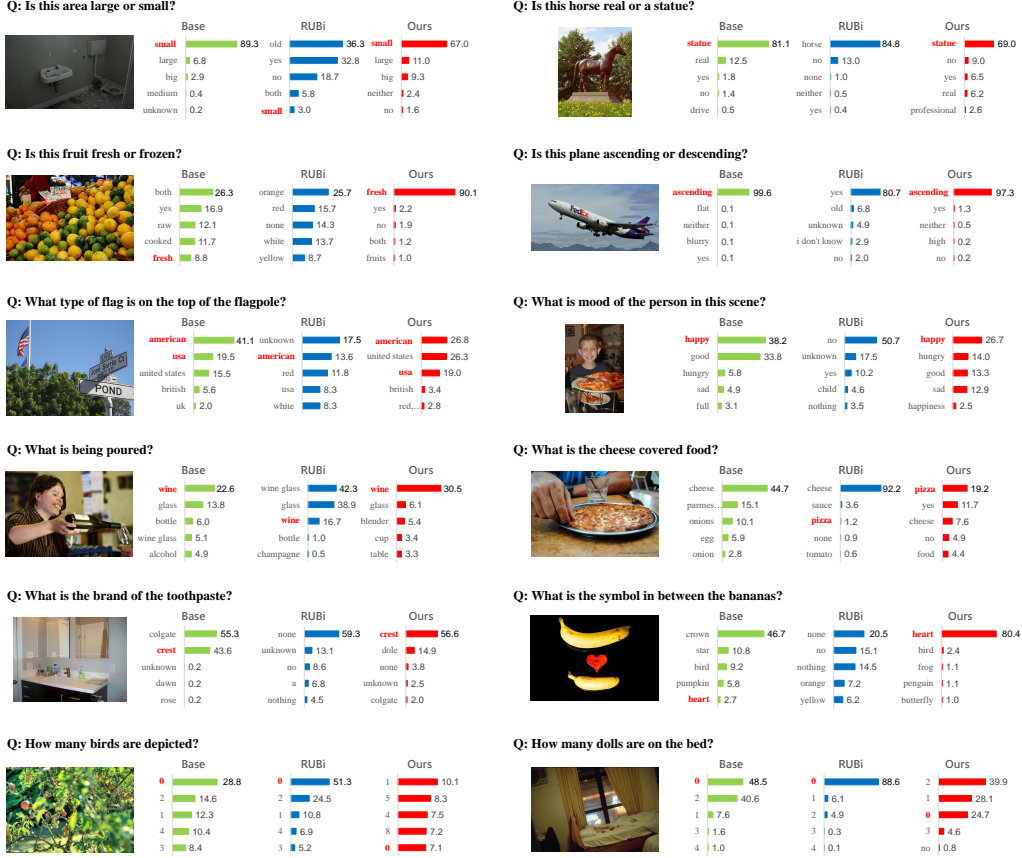 Q: Is this area large or small?
Base RUBi Ours
small 89.3 old 36.3 small 67.0
large 6.8 yes 32.8 large 11.0
big 2.9 no 18.7 big 9.3
medium 0.4 both 5.8 neither 2.4
unknown 0.2 small 3.0 no 1.6
Q: Is this horse real or a statue?
Base RUBi Ours
statue 81.1 horse 84.8 statue 69.0
real 12.5 no 13.0 no 9.0
yes 1.8 none 1.0 yes 6.5
no 1.4 neither 0.5 real 6.2
drive 0.5 yes 0.4 professional 2.6
Q: Is this fruit fresh or frozen?
Base RUBi Ours
both 26.3 orange 25.7 fresh 90.1
yes 16.9 red 15.7 yes 2.2
raw 12.1 none 14.3 no 1.9
cooked 11.7 white 13.7 both 1.2
fresh 8.8 yellow 8.7 fruits 1.0
Q: Is this plane ascending or descending?
FedEx
Base RUBi Ours
ascending 99.6 yes 80.7 ascending 97.3
flat 0.1 old 6.8 yes 1.3
neither 0.1 unknown 4.9 neither 0.5
blurry 0.1 i don't know 2.9 high 0.2
yes 0.1 no 2.0 no 0.2
Q: What type of flag is on the top of the flagpole?
POND
Base RUBi Ours
american 41.1 unknown 17.5 american 26.8
usa 19.5 american 13.6 united states 26.3
united states 15.5 red 11.8 usa 19.0
british 5.6 usa 8.3 british 3.4
uk 2.0 white 8.3 red,... 2.8
Q: What is mood of the person in this scene?
Base RUBi Ours
happy 38.2 no 50.7 happy 26.7
good 33.8 unknown 17.5 hungry 14.0
hungry 5.8 yes 10.2 good 13.3
sad 4.9 child 4.6 sad 12.9
full 3.1 nothing 3.5 happiness 2.5
Q: What is being poured?
Base RUBi Ours
wine 22.6 wine glass 42.3 wine 30.5
glass 13.8 glass 38.9 glass 6.1
bottle 6.0 wine 16.7 blender 5.4
wine glass 5.1 bottle 1.0 cup 3.4
alcohol 4.9 champagne 0.5 table 3.3
Q: What is the cheese covered food?
Base RUBi Ours
cheese 44.7 cheese 92.2 pizza 19.2
parmes... 15.1 sauce 3.6 yes 11.7
onions 10.1 pizza 1.2 cheese 7.6
egg 5.9 none 0.9 no 4.9
onion 2.8 tomato 0.6 food 4.4
Q: What is the brand of the toothpaste?
Base RUBi Ours
colgate 55.3 none 59.3 crest 56.6
crest 43.6 unknown 13.1 dole 14.9
unknown 0.2 no 8.6 none 3.8
dawn 0.2 a 6.8 unknown 2.5
rose 0.2 nothing 4.5 colgate 2.0
Q: What is the symbol in between the bananas?
Base RUBi Ours
crown 46.7 none 20.5 heart 80.4
star 10.8 no 15.1 bird 2.4
bird 9.2 nothing 14.5 frog 1.1
pumpkin 5.8 orange 7.2 penguin 1.1
heart 2.7 yellow 6.2 butterfly 1.0
Q: How many birds are depicted?
Base RUBi Ours
0 28.8 0 51.3 1 10.1
2 14.6 2 24.5 5 8.3
1 12.3 1 10.8 4 7.5
4 10.4 4 6.9 8 7.2
3 8.4 3 5.2 0 7.1
Q: How many dolls are on the bed?
Base RUBi Ours
0 48.5 0 88.6 2 39.9
2 40.6 1 6.1 1 28.1
1 7.6 2 4.9 0 24.7
3 1.6 3 0.3 3 4.6
4 1.0 4 0.1 no 0.8